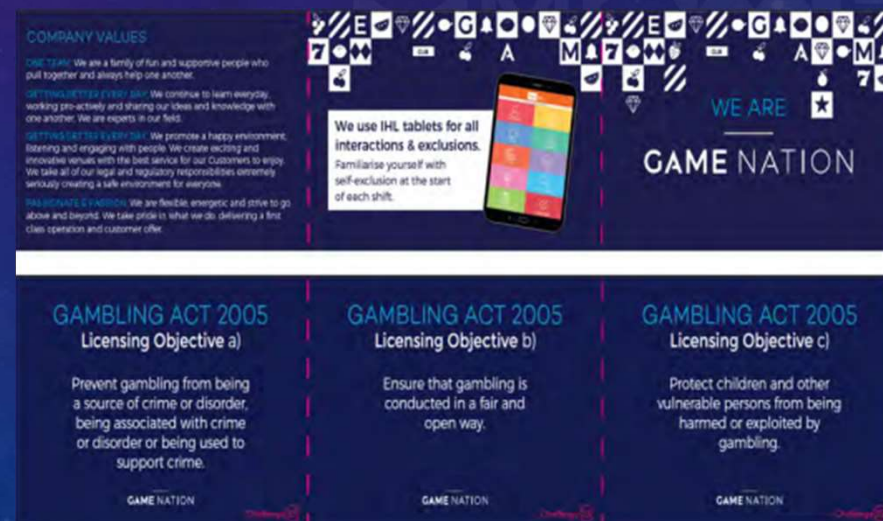 COMPANY VALUES
ONE TEAM: We are a family of fun and supportive people who
pull together and always help one another.
GETTING BETTER EVERY DAY: We continue to learn everyday,
working pro-actively and sharing our ideas and knowledge with
one another. We are experts in our field.
GETTING BETTER EVERY DAY: We promote a happy environment,
listening and engaging with people. We create exciting and
innovative venues with the best service for our Customers to enjoy.
We take all of our legal and regulatory responsibilities extremely
seriously creating a safe environment for everyone.
PASSIONATE & PASSION: We are flexible, energetic and strive to go
above and beyond. We take pride in what we do, delivering a first
class operation and customer offer.
We use IHL tablets for all
interactions & exclusions.
Familiarise yourself with
self-exclusion at the start
of each shift.
WE ARE
GAME NATION
GAMBLING ACT 2005
Licensing Objective a)
Prevent gambling from being
a source of crime or disorder,
being associated with crime
or disorder or being used to
support crime.
GAME NATION
GAMBLING ACT 2005
Licensing Objective b)
Ensure that gambling is
conducted in a fair and
open way.
GAME NATION
GAMBLING ACT 2005
Licensing Objective c)
Protect children and other
vulnerable persons from being
harmed or exploited by
gambling.
GAME NATION